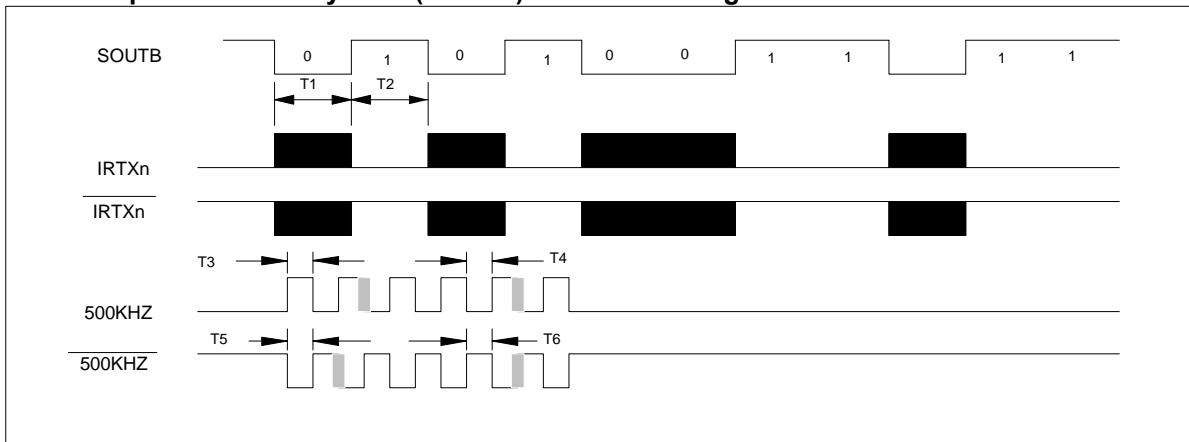 SOUTB
0 1 0 1 0 0 1 1 1 1
T1 T2
IRTXn
IRTXn
T3 T4
500KHZ
T5 T6
500KHZ